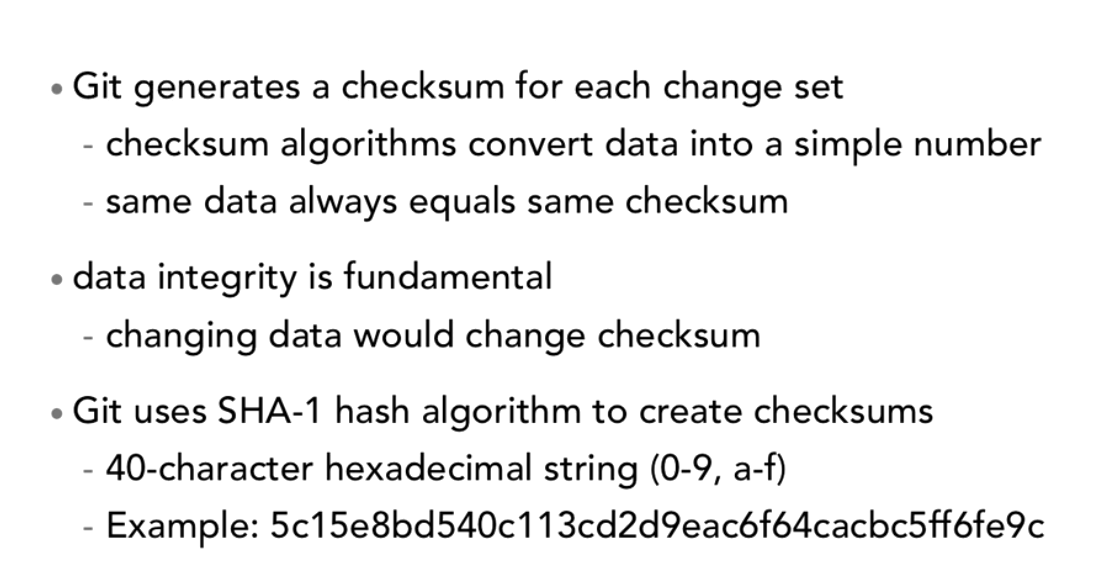 • Git generates a checksum for each change set
- checksum algorithms convert data into a simple number
- same data always equals same checksum
• data integrity is fundamental
- changing data would change checksum
• Git uses SHA-1 hash algorithm to create checksums
- 40-character hexadecimal string (0-9, a-f)
- Example: 5c15e8bd540c113cd2d9eac6f64cacbc5ff6fe9c